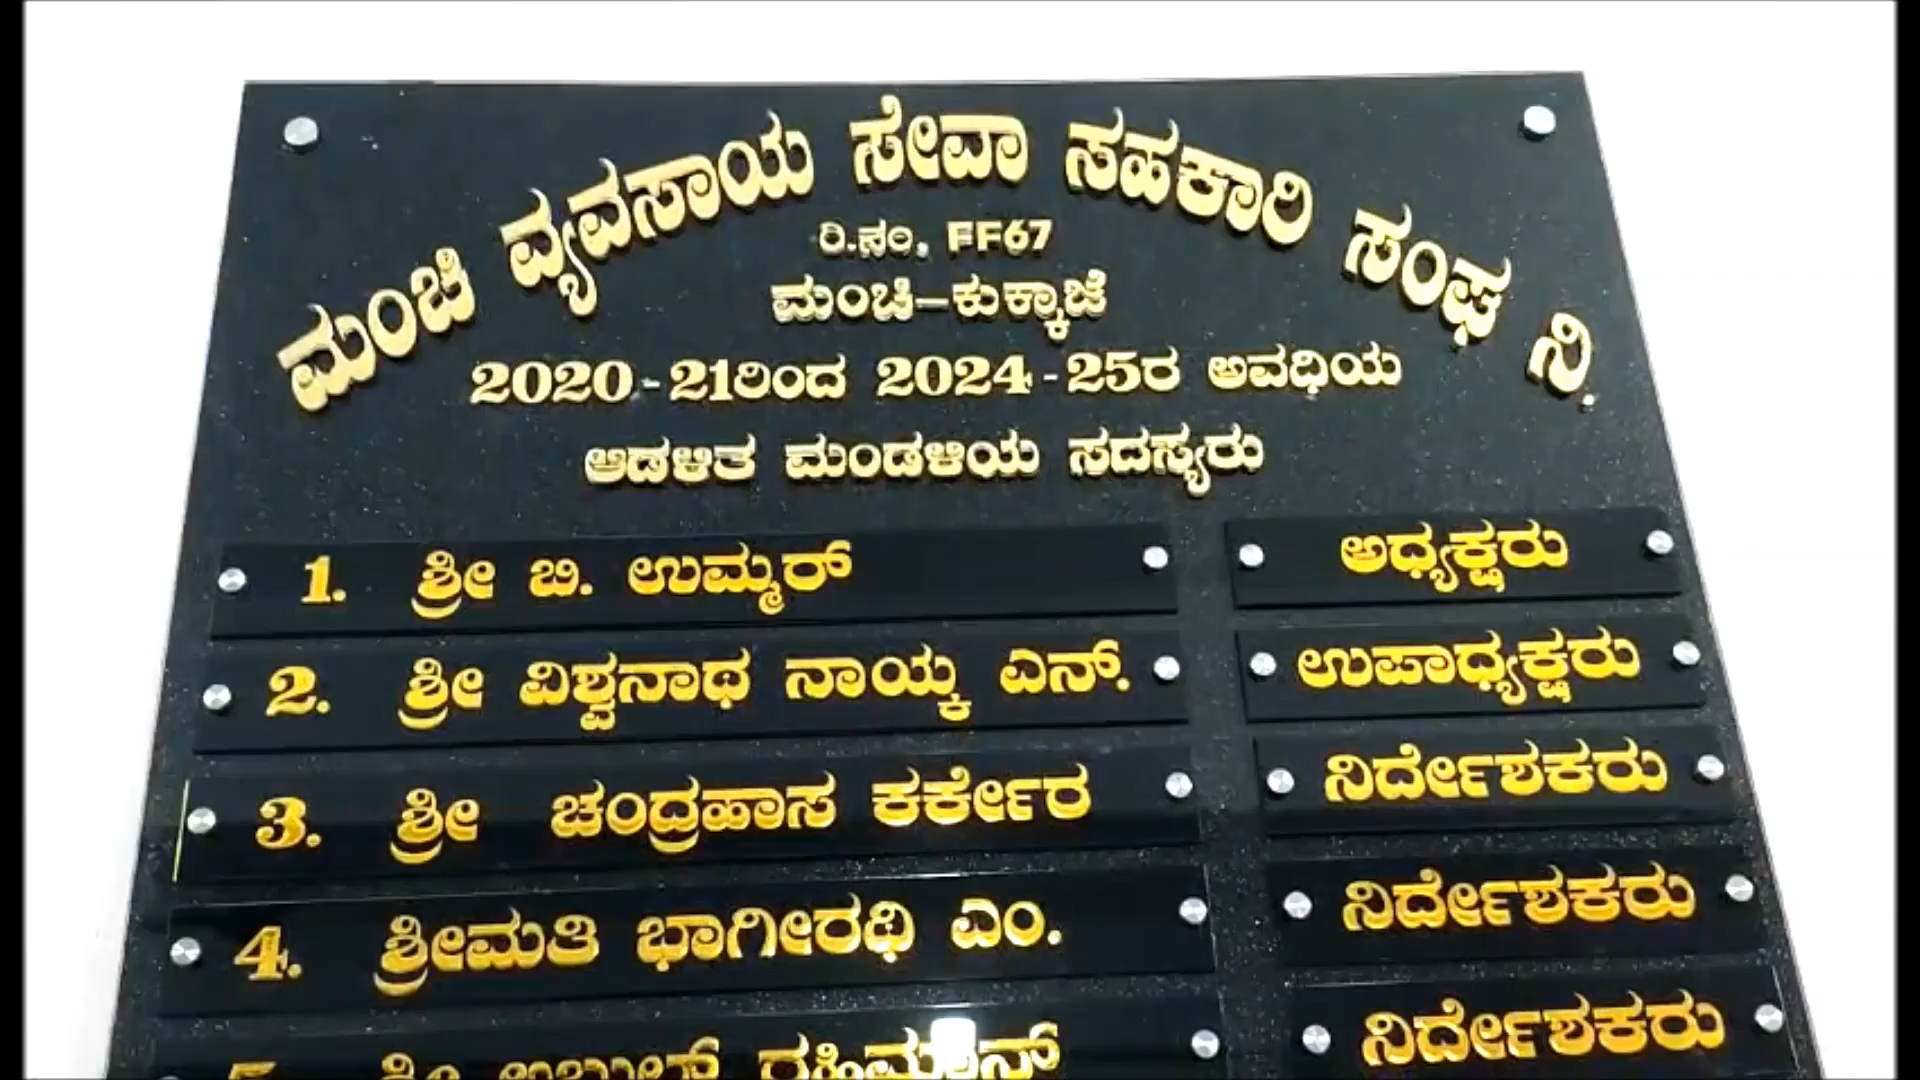 ಮಂಚಿ ವ್ಯವಸಾಯ ಸೇವಾ ಸಹಕಾರಿ ಸಂಘ ನಿ.
ರಿ.ನಂ. FF67
ಮಂಚಿ-ಕುಕ್ಕಾಜೆ
2020-21ರಿಂದ 2024-25ರ ಅವಧಿಯ
ಆಡಳಿತ ಮಂಡಳಿಯ ಸದಸ್ಯರು
1. ಶ್ರೀ ಬಿ. ಉಮ್ಮರ್ ಅಧ್ಯಕ್ಷರು
2. ಶ್ರೀ ವಿಶ್ವನಾಥ ನಾಯ್ಕ ಎನ್. ಉಪಾಧ್ಯಕ್ಷರು
3. ಶ್ರೀ ಚಂದ್ರಹಾಸ ಕರ್ಕೇರ ನಿರ್ದೇಶಕರು
4. ಶ್ರೀಮತಿ ಭಾಗೀರಥಿ ಎಂ. ನಿರ್ದೇಶಕರು
5. ಶ್ರೀ ನಿರ್ದೇಶಕರು